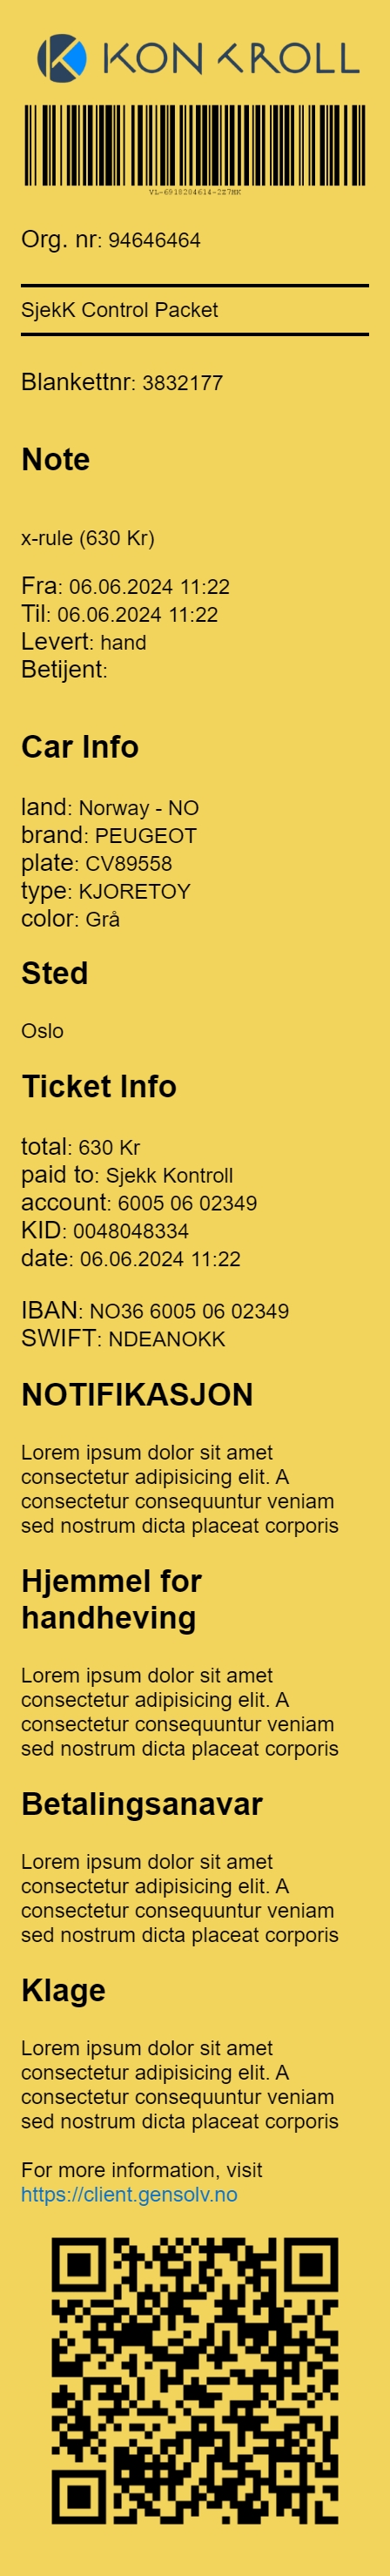 KONTROLL
VL-6918204614-2Z7MK
Org. nr: 94646464
SjekK Control Packet
Blankettnr: 3832177
Note
x-rule (630 Kr)
Fra: 06.06.2024 11:22
Til: 06.06.2024 11:22
Levert: hand
Betijent:
Car Info
land: Norway - NO
brand: PEUGEOT
plate: CV89558
type: KJORETOY
color: Grå
Sted
Oslo
Ticket Info
total: 630 Kr
paid to: Sjekk Kontroll
account: 6005 06 02349
KID: 0048048334
date: 06.06.2024 11:22
IBAN: NO36 6005 06 02349
SWIFT: NDEANOKK
NOTIFIKASJON
Lorem ipsum dolor sit amet
consectetur adipisicing elit. A
consectetur consequuntur veniam
sed nostrum dicta placeat corporis
Hjemmel for
handheving
Lorem ipsum dolor sit amet
consectetur adipisicing elit. A
consectetur consequuntur veniam
sed nostrum dicta placeat corporis
Betalingsanavar
Lorem ipsum dolor sit amet
consectetur adipisicing elit. A
consectetur consequuntur veniam
sed nostrum dicta placeat corporis
Klage
Lorem ipsum dolor sit amet
consectetur adipisicing elit. A
consectetur consequuntur veniam
sed nostrum dicta placeat corporis
For more information, visit
https://client.gensolv.no